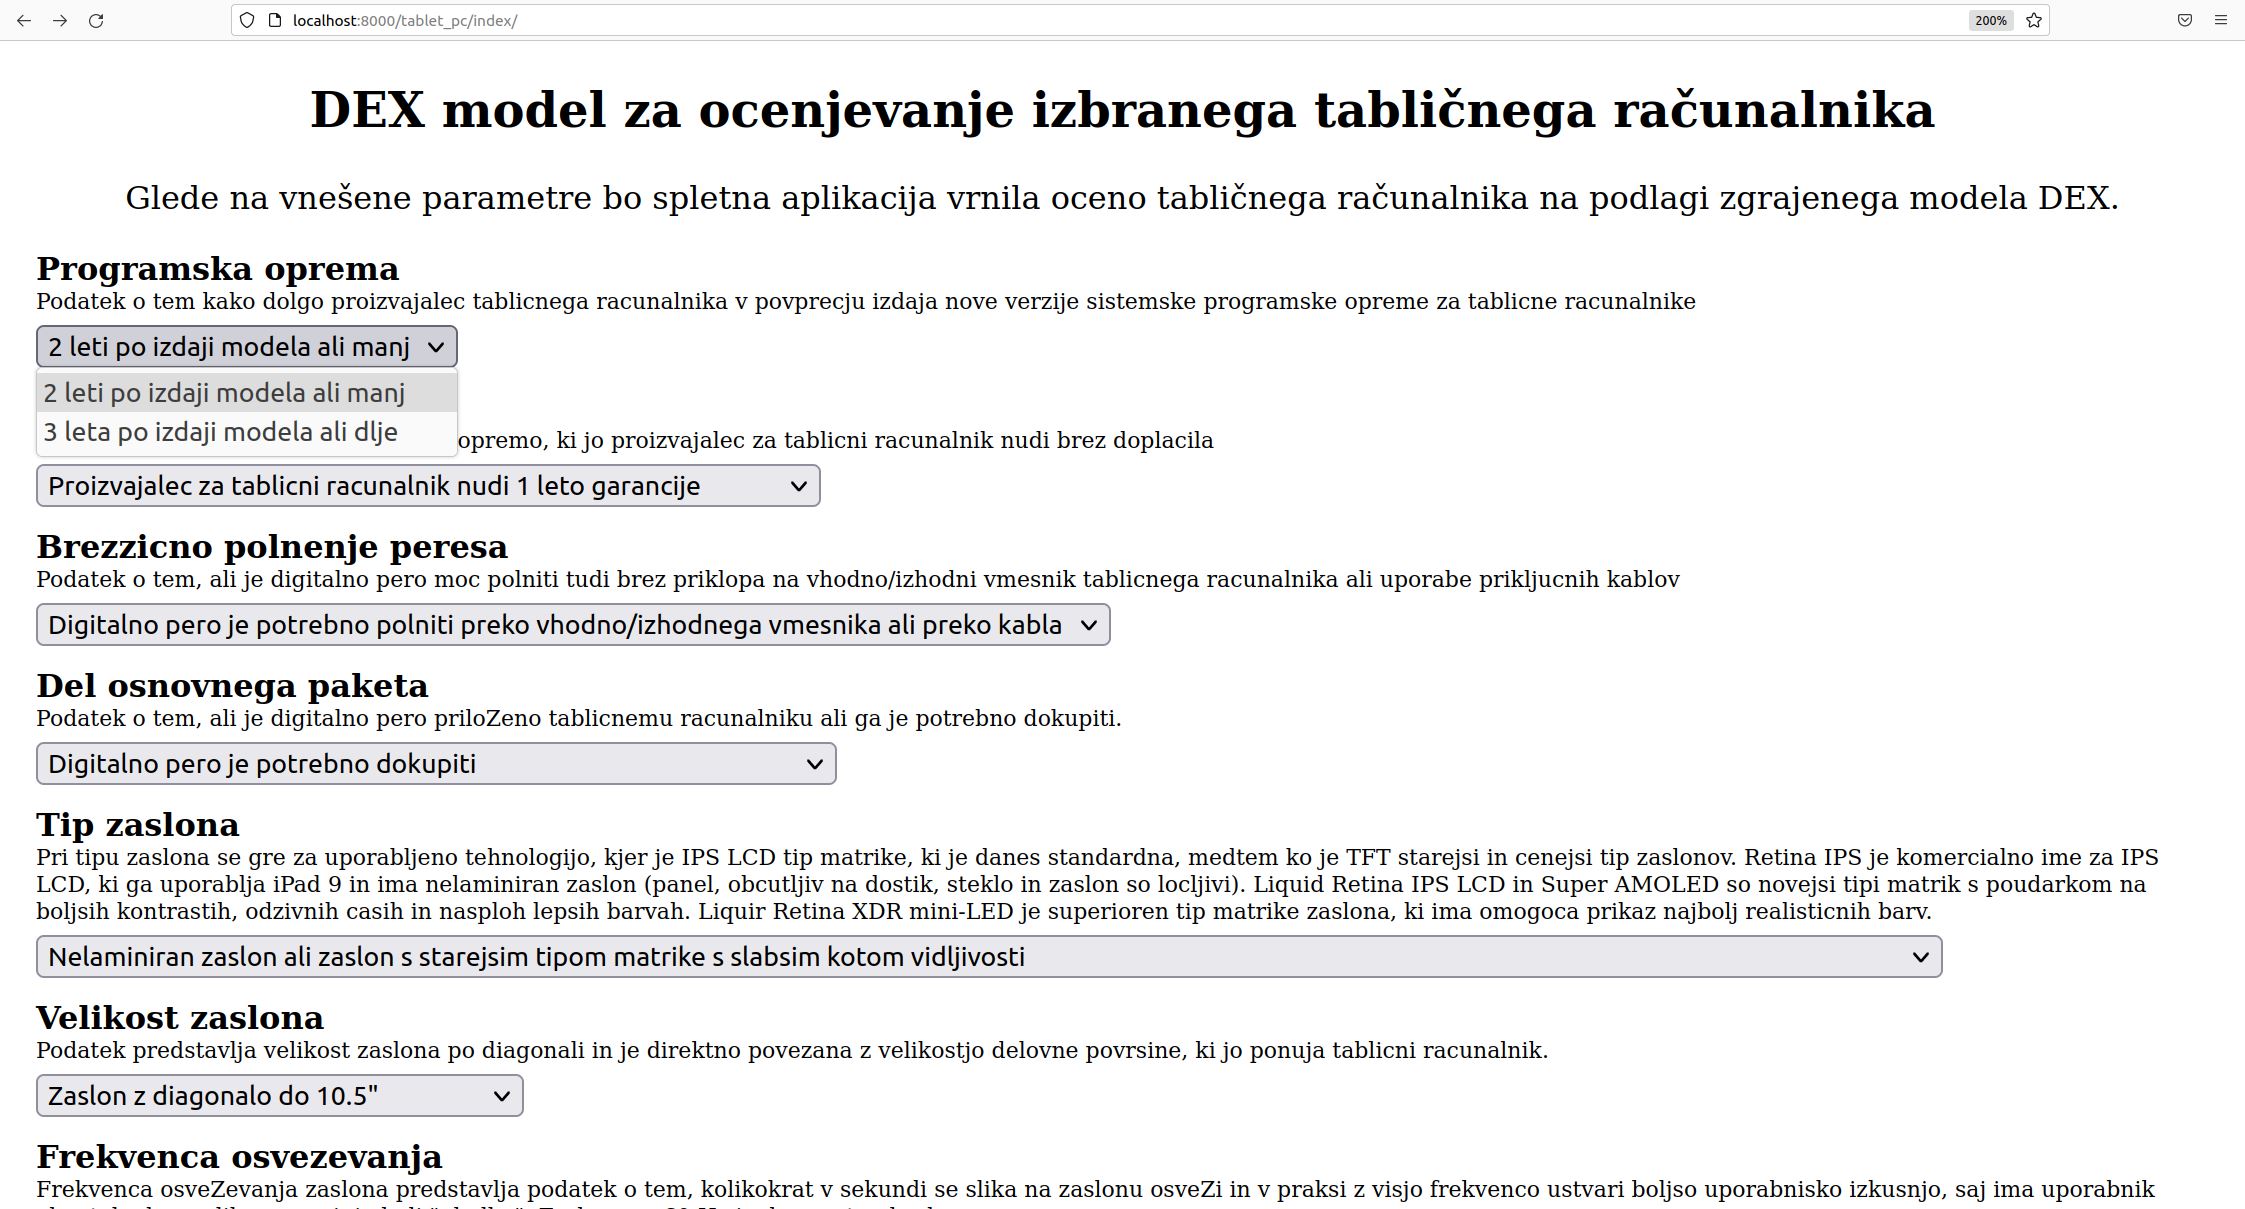 localhost:8000/tablet_pc/index/
200%
DEX model za ocenjevanje izbranega tabličnega računalnika
Glede na vnešene parametre bo spletna aplikacija vrnila oceno tabličnega računalnika na podlagi zgrajenega modela DEX.
Programska oprema
Podatek o tem kako dolgo proizvajalec tablicnega racunalnika v povprecju izdaja nove verzije sistemske programske opreme za tablicne racunalnike
2 leti po izdaji modela ali manj
2 leti po izdaji modela ali manj
3 leta po izdaji modela ali dlje
opremo, ki jo proizvajalec za tablicni racunalnik nudi brez doplacila
Proizvajalec za tablicni racunalnik nudi 1 leto garancije
Brezzicno polnenje peresa
Podatek o tem, ali je digitalno pero moc polniti tudi brez priklopa na vhodno/izhodni vmesnik tablicnega racunalnika ali uporabe prikljucnih kablov
Digitalno pero je potrebno polniti preko vhodno/izhodnega vmesnika ali preko kabla
Del osnovnega paketa
Podatek o tem, ali je digitalno pero priloZeno tablicnemu racunalniku ali ga je potrebno dokupiti.
Digitalno pero je potrebno dokupiti
Tip zaslona
Pri tipu zaslona se gre za uporabljeno tehnologijo, kjer je IPS LCD tip matrike, ki je danes standardna, medtem ko je TFT starejsi in cenejsi tip zaslonov. Retina IPS je komercialno ime za IPS
LCD, ki ga uporablja iPad 9 in ima nelaminiran zaslon (panel, obcutljiv na dostik, steklo in zaslon so locljivi). Liquid Retina IPS LCD in Super AMOLED so novejsi tipi matrik s poudarkom na
boljsih kontrastih, odzivnih casih in nasploh lepsih barvah. Liquir Retina XDR mini-LED je superioren tip matrike zaslona, ki ima omogoca prikaz najbolj realisticnih barv.
Nelaminiran zaslon ali zaslon s starejsim tipom matrike s slabsim kotom vidljivosti
Velikost zaslona
Podatek predstavlja velikost zaslona po diagonali in je direktno povezana z velikostjo delovne povrsine, ki jo ponuja tablicni racunalnik.
Zaslon z diagonalo do 10.5"
Frekvenca osvezevanja
Frekvenca osveZevanja zaslona predstavlja podatek o tem, kolikokrat v sekundi se slika na zaslonu osveZi in v praksi z visjo frekvenco ustvari boljso uporabnisko izkusnjo, saj ima uporabnik